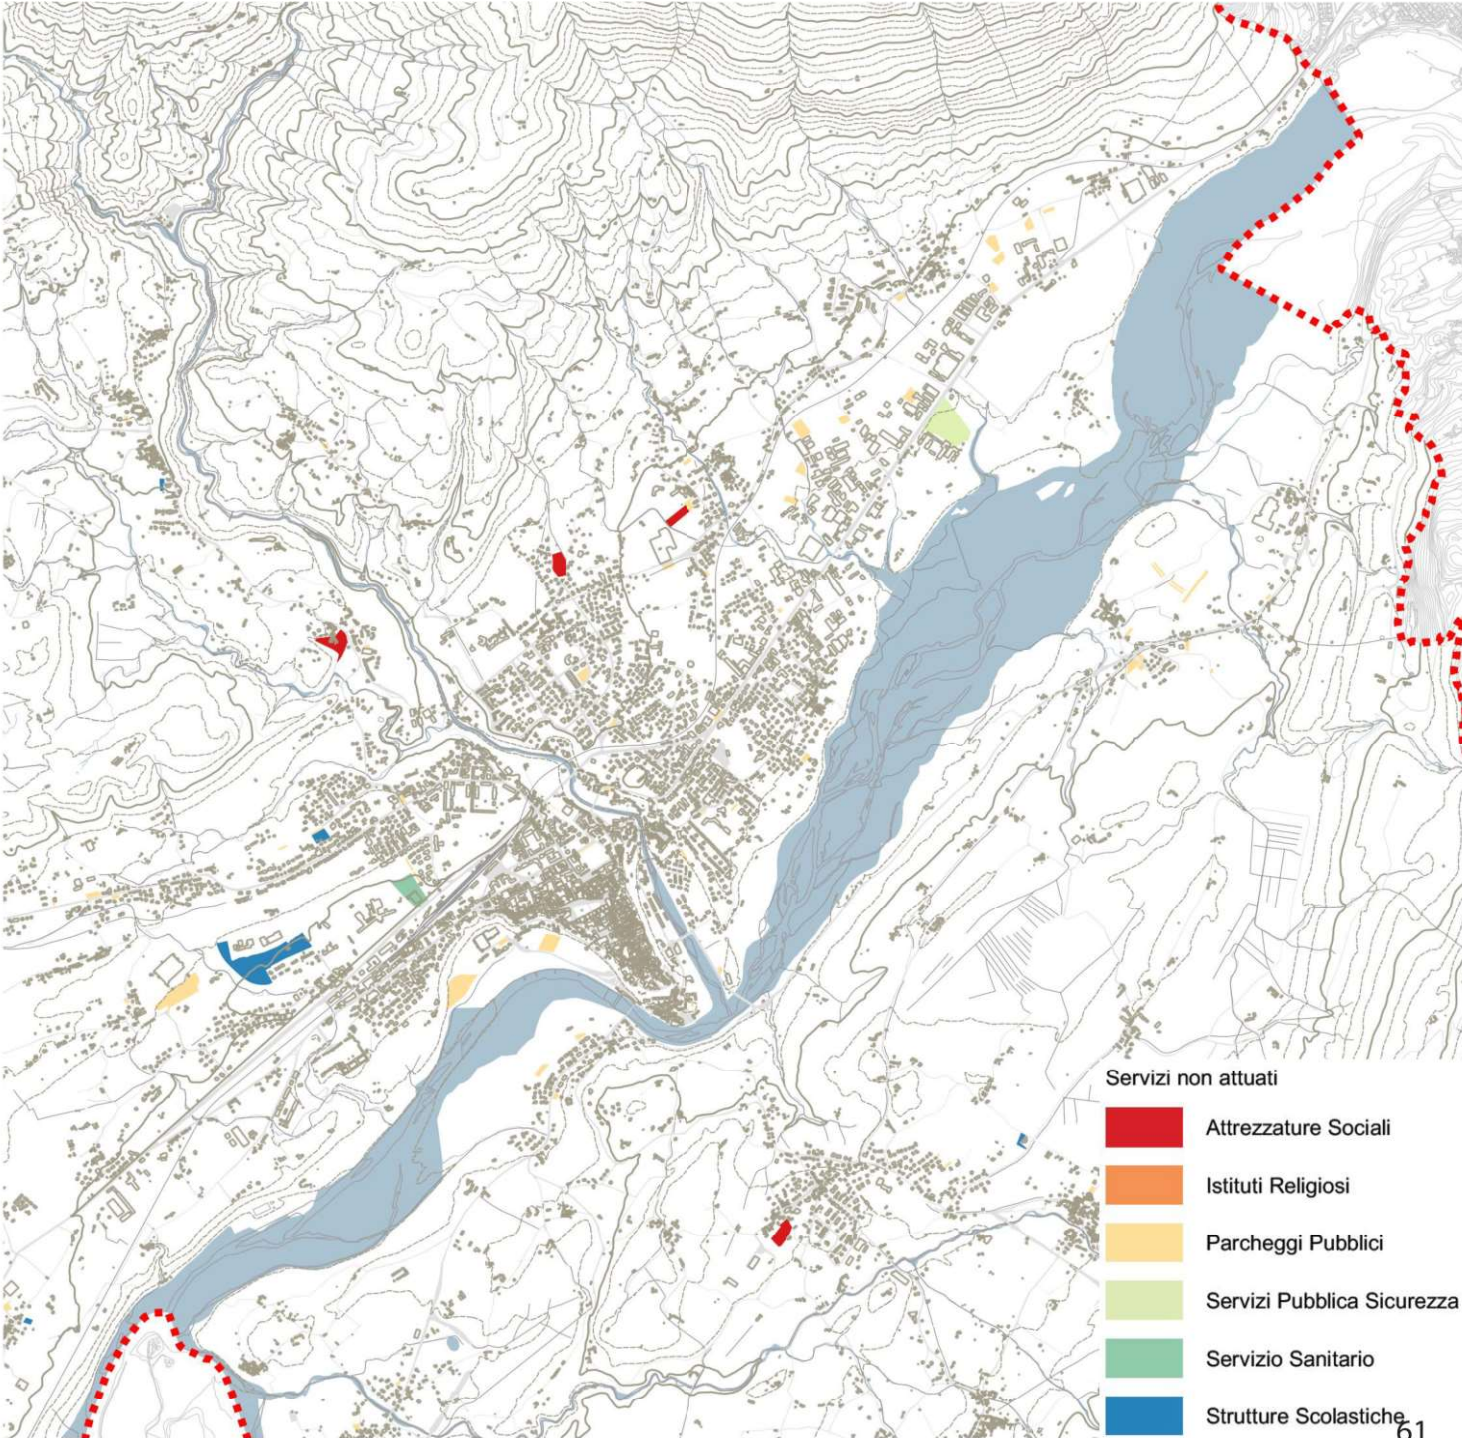 Servizi non attuati
Attrezzature Sociali
Istituti Religiosi
Parcheggi Pubblici
Servizi Pubblica Sicurezza
Servizio Sanitario
Strutture Scolastiche
61